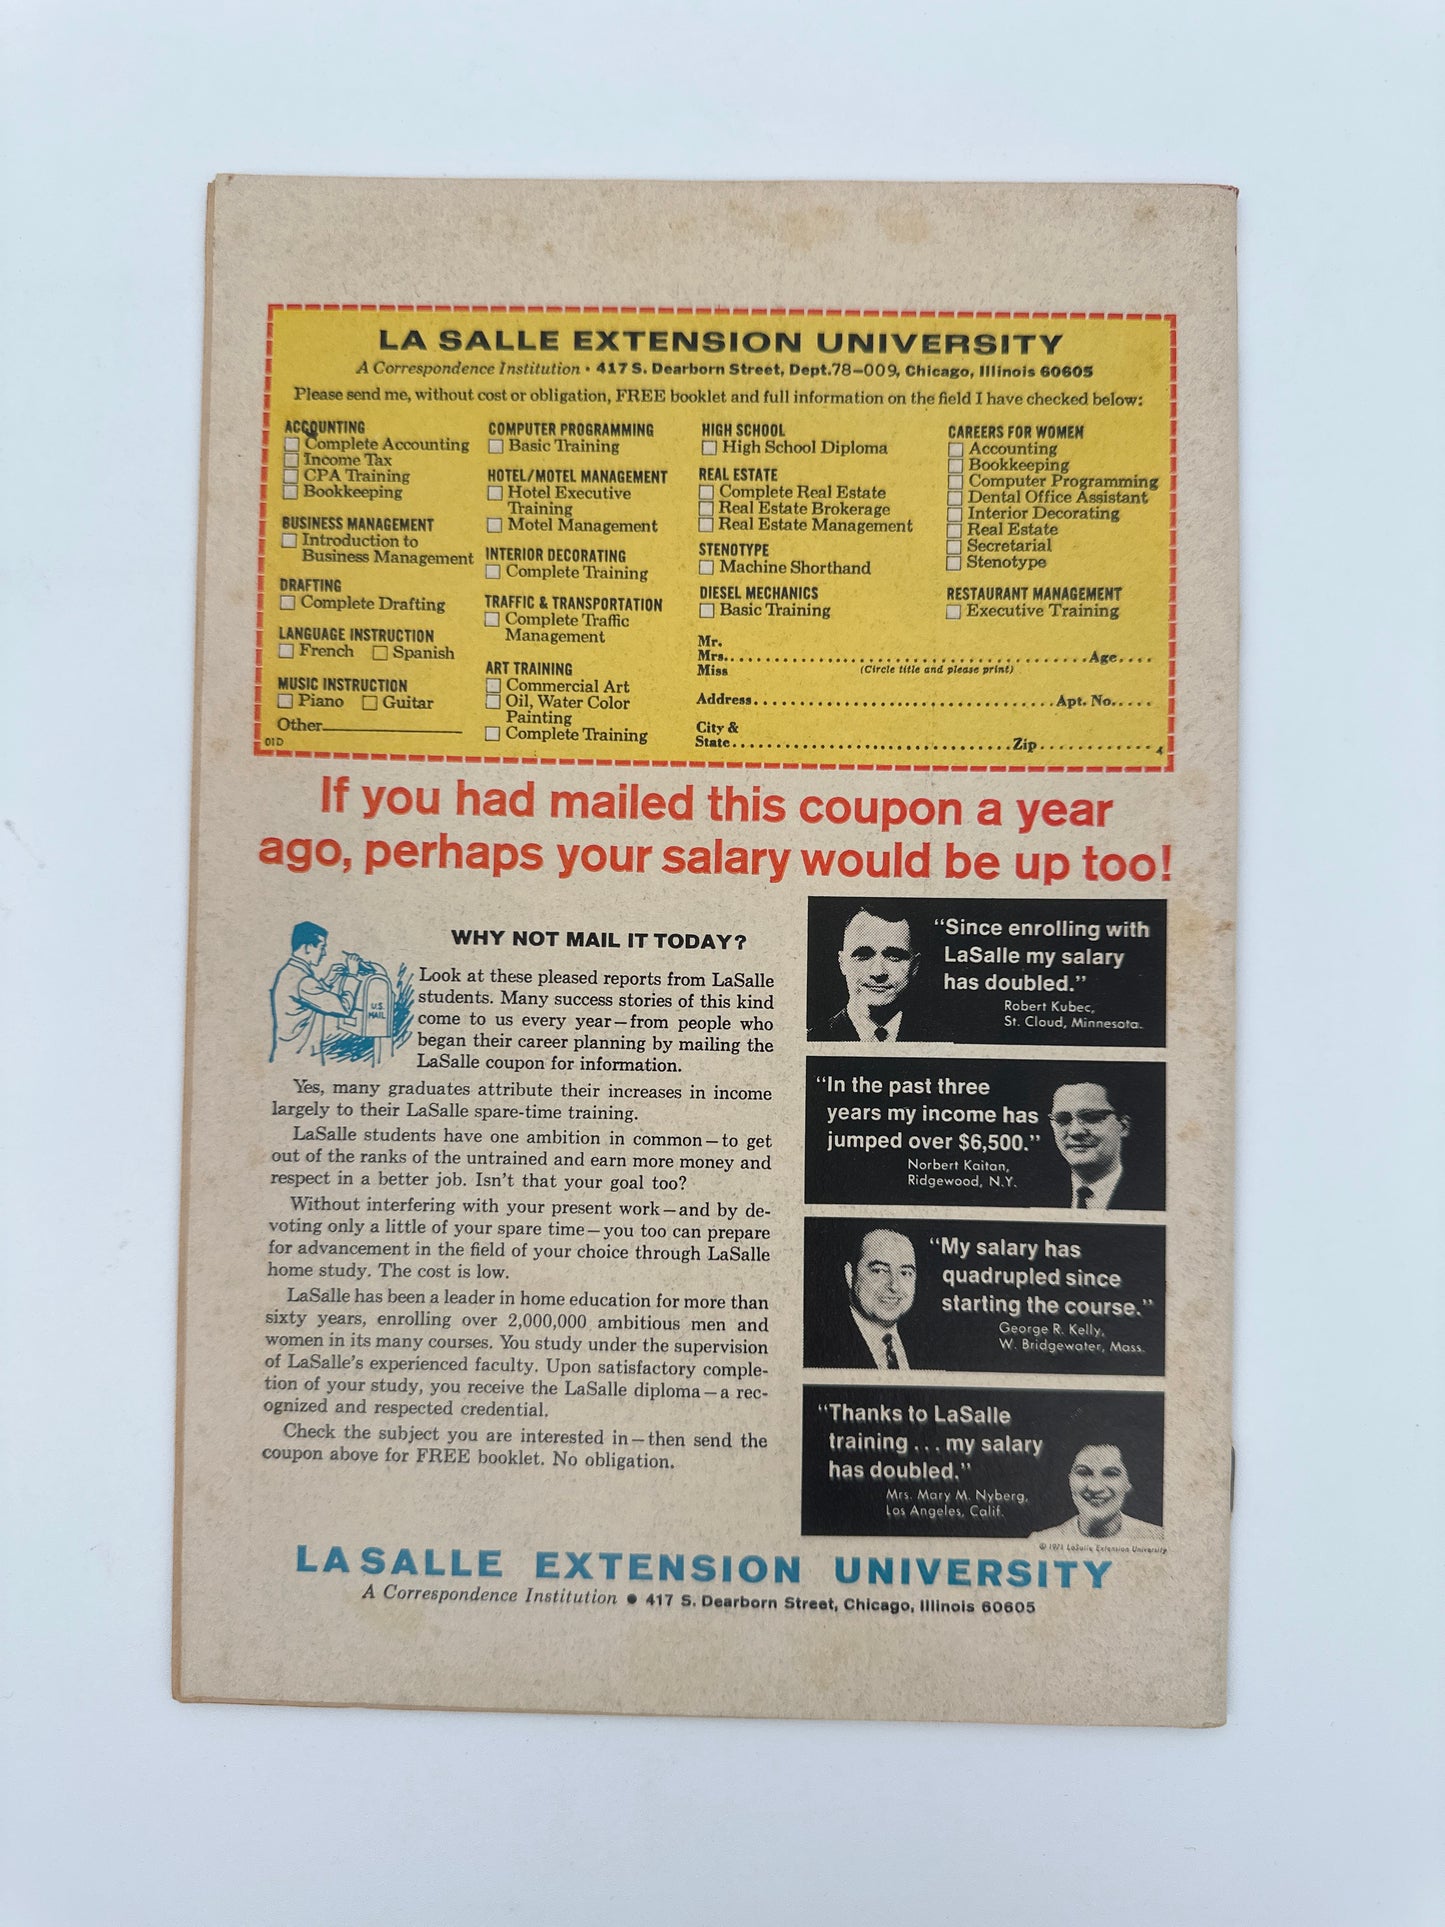 LA SALLE EXTENSION UNIVERSITY
A Correspondence Institution • 417 S. Dearborn Street, Dept. 78-009, Chicago, Illinois 60605
Please send me, without cost or obligation, FREE booklet and full information on the field I have checked below:
ACCOUNTING
Complete Accounting
Income Tax
CPA Training
Bookkeeping
BUSINESS MANAGEMENT
Introduction to
Business Management
DRAFTING
Complete Drafting
LANGUAGE INSTRUCTION
French Spanish
MUSIC INSTRUCTION
Piano Guitar
Other
01D
COMPUTER PROGRAMMING
Basic Training
HOTEL/MOTEL MANAGEMENT
Hotel Executive
Training
Motel Management
INTERIOR DECORATING
Complete Training
TRAFFIC & TRANSPORTATION
Complete Traffic
Management
ART TRAINING
Commercial Art
Oil, Water Color
Painting
Complete Training
HIGH SCHOOL
High School Diploma
REAL ESTATE
Complete Real Estate
Real Estate Brokerage
Real Estate Management
STENOTYPE
Machine Shorthand
DIESEL MECHANICS
Basic Training
CAREERS FOR WOMEN
Accounting
Bookkeeping
Computer Programming
Dental Office Assistant
Interior Decorating
Real Estate
Secretarial
Stenotype
RESTAURANT MANAGEMENT
Executive Training
Mr.
Mrs. Age
Miss (Circle title and please print)
Address Apt. No.
City &
State Zip 4
If you had mailed this coupon a year
ago, perhaps your salary would be up too!
WHY NOT MAIL IT TODAY?
U.S.
MAIL
Look at these pleased reports from LaSalle
students. Many success stories of this kind
come to us every year—from people who
began their career planning by mailing the
LaSalle coupon for information.
Yes, many graduates attribute their increases in income
largely to their LaSalle spare-time training.
LaSalle students have one ambition in common—to get
out of the ranks of the untrained and earn more money and
respect in a better job. Isn't that your goal too?
Without interfering with your present work—and by de-
voting only a little of your spare time—you too can prepare
for advancement in the field of your choice through LaSalle
home study. The cost is low.
LaSalle has been a leader in home education for more than
sixty years, enrolling over 2,000,000 ambitious men and
women in its many courses. You study under the supervision
of LaSalle's experienced faculty. Upon satisfactory comple-
tion of your study, you receive the LaSalle diploma—a rec-
ognized and respected credential.
Check the subject you are interested in—then send the
coupon above for FREE booklet. No obligation.
"Since enrolling with
LaSalle my salary
has doubled."
Robert Kubec,
St. Cloud, Minnesota.
"In the past three
years my income has
jumped over $6,500."
Norbert Kaitan,
Ridgewood, N.Y.
"My salary has
quadrupled since
starting the course."
George R. Kelly,
W. Bridgewater, Mass.
"Thanks to LaSalle
training . . . my salary
has doubled."
Mrs. Mary M. Nyberg,
Los Angeles, Calif.
© 1971 LaSalle Extension University
LA SALLE EXTENSION UNIVERSITY
A Correspondence Institution • 417 S. Dearborn Street, Chicago, Illinois 60605